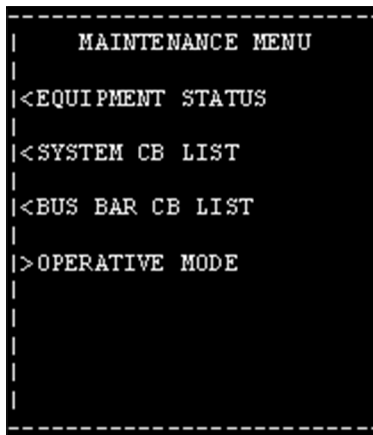 MAINTENANCE MENU
<EQUIPMENT STATUS
<SYSTEM CB LIST
<BUS BAR CB LIST
>OPERATIVE MODE